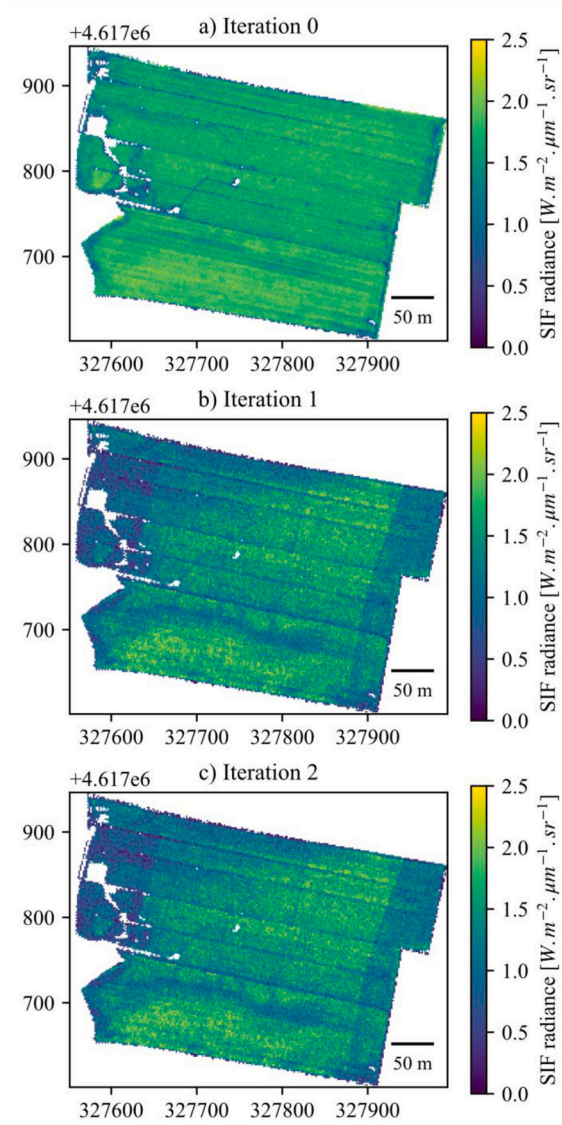 a) Iteration 0
+4.617e6
900
800
700
50 m
327600 327700 327800 327900
2.5
2.0
1.5
1.0
0.5
0.0
SIF radiance [W.m⁻².μm⁻¹.sr⁻¹]
b) Iteration 1
+4.617e6
900
800
700
50 m
327600 327700 327800 327900
2.5
2.0
1.5
1.0
0.5
0.0
SIF radiance [W.m⁻².μm⁻¹.sr⁻¹]
c) Iteration 2
+4.617e6
900
800
700
50 m
327600 327700 327800 327900
2.5
2.0
1.5
1.0
0.5
0.0
SIF radiance [W.m⁻².μm⁻¹.sr⁻¹]